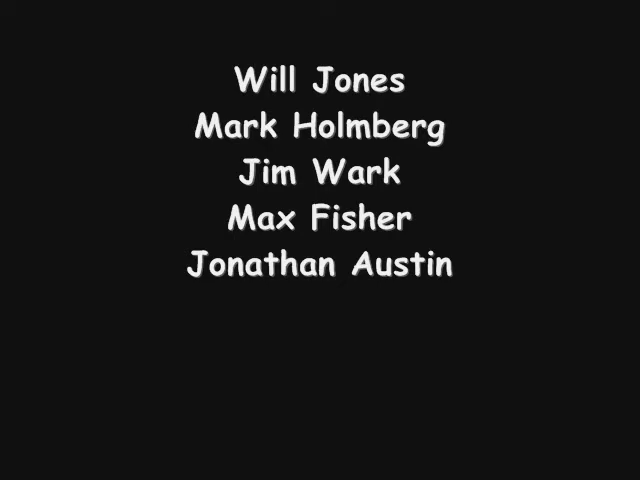 Will Jones
Mark Holmberg
Jim Wark
Max Fisher
Jonathan Austin